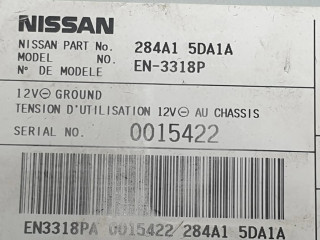 NISSAN
NISSAN PART No. 284A1 5DA1A
MODEL NO. EN-3318P
N° DE MODELE
12V⊖ GROUND
TENSION D'UTILISATION 12V⊖ AU CHASSIS
SERIAL NO. 0015422
EN3318PA 0015422/284A1 5DA1A